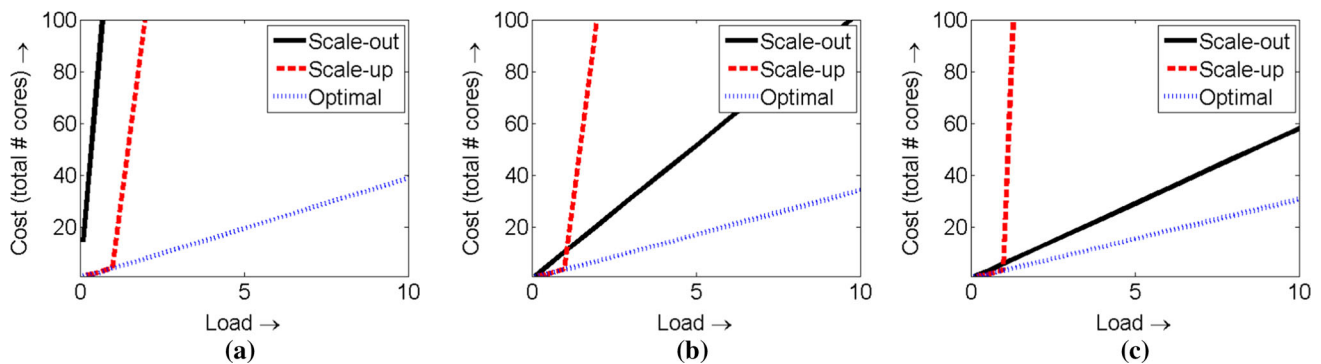 100
80
60
40
20
0
5
10
Cost (total # cores) →
Load →
Scale-out
Scale-up
Optimal
(a)
100
80
60
40
20
0
5
10
Cost (total # cores) →
Load →
Scale-out
Scale-up
Optimal
(b)
100
80
60
40
20
0
5
10
Cost (total # cores) →
Load →
Scale-out
Scale-up
Optimal
(c)